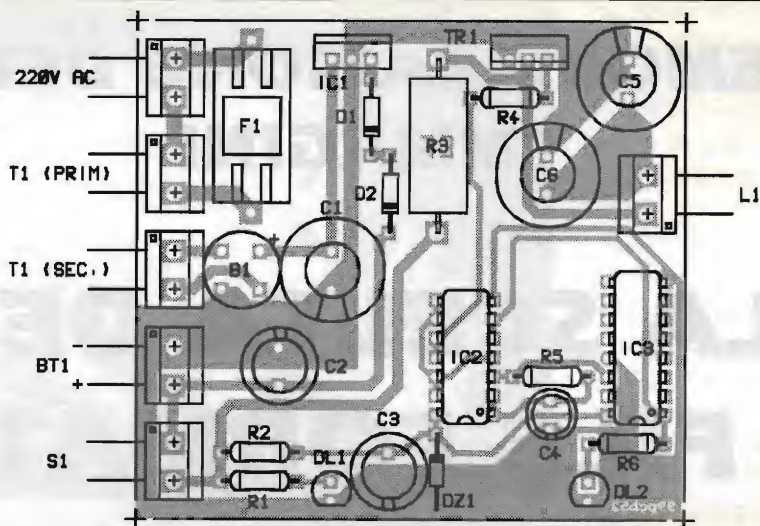 220V AC
T1 (PRIM)
T1 (SEC.)
-
BT1
+
S1
F1
IC1
TR1
D1
R3
R4
C5
D2
C6
L1
B1
+
C1
C2
IC2
IC3
R5
C4
C3
R2
R1
DL1
DZ1
R6
DL2